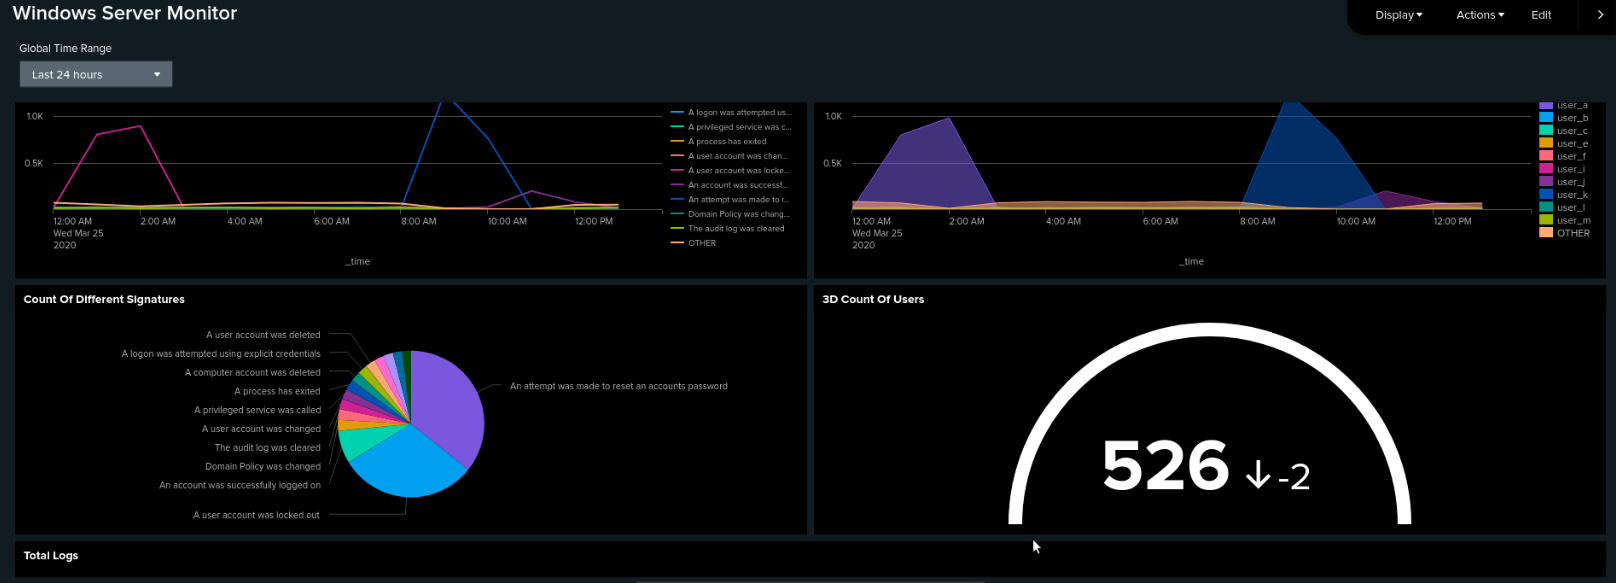 Windows Server Monitor
Display Actions Edit
Global Time Range
Last 24 hours
1.0K
0.5K
12:00 AM 2:00 AM 4:00 AM 6:00 AM 8:00 AM 10:00 AM 12:00 PM
Wed Mar 25
2020
_time
A logon was attempted us...
A privileged service was c...
A process has exited
A user account was chan...
A user account was locke...
An account was successf...
An attempt was made to r...
Domain Policy was chang...
The audit log was cleared
OTHER
1.0K
0.5K
12:00 AM 2:00 AM 4:00 AM 6:00 AM 8:00 AM 10:00 AM 12:00 PM
Wed Mar 25
2020
_time
user_a
user_b
user_c
user_e
user_f
user_i
user_j
user_k
user_l
user_m
OTHER
Count Of Different Signatures
A user account was deleted
A logon was attempted using explicit credentials
A computer account was deleted
A process has exited
A privileged service was called
A user account was changed
The audit log was cleared
Domain Policy was changed
An account was successfully logged on
A user account was locked out
An attempt was made to reset an accounts password
3D Count Of Users
526 ↓ -2
Total Logs